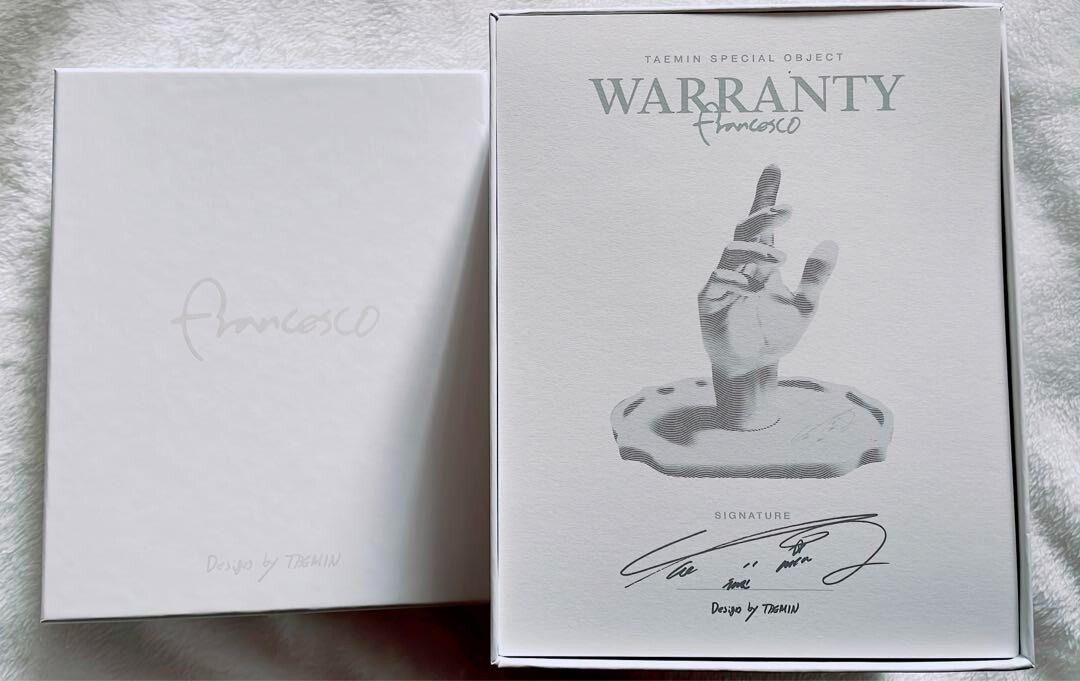 Francesco
Design by TAEMIN
TAEMIN SPECIAL OBJECT
WARRANTY
Francesco
SIGNATURE
Design by TAEMIN